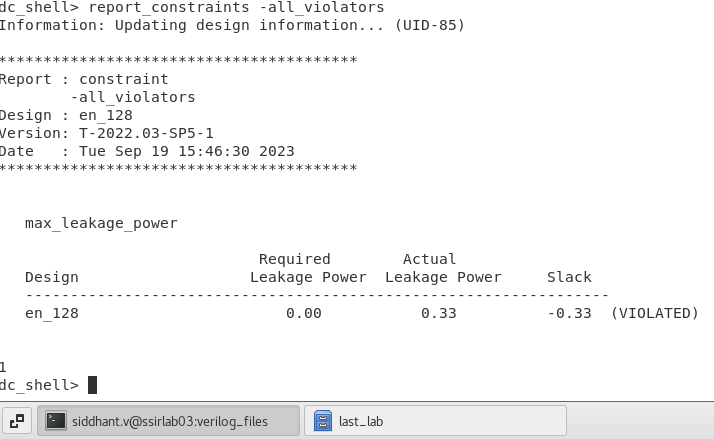 dc_shell> report_constraints -all_violators
Information: Updating design information... (UID-85)
****************************************
Report : constraint
-all_violators
Design : en_128
Version: T-2022.03-SP5-1
Date   : Tue Sep 19 15:46:30 2023
****************************************
max_leakage_power
Required Actual
Design Leakage Power Leakage Power Slack
-----------------------------------------------------------------
en_128 0.00 0.33 -0.33 (VIOLATED)
1
dc_shell>
siddhant.v@ssirlab03:verilog_files last_lab